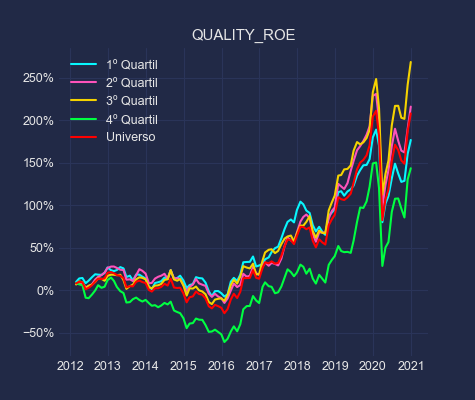 QUALITY_ROE
1º Quartil
2º Quartil
3º Quartil
4º Quartil
Universo
250%
200%
150%
100%
50%
0%
−50%
2012 2013 2014 2015 2016 2017 2018 2019 2020 2021